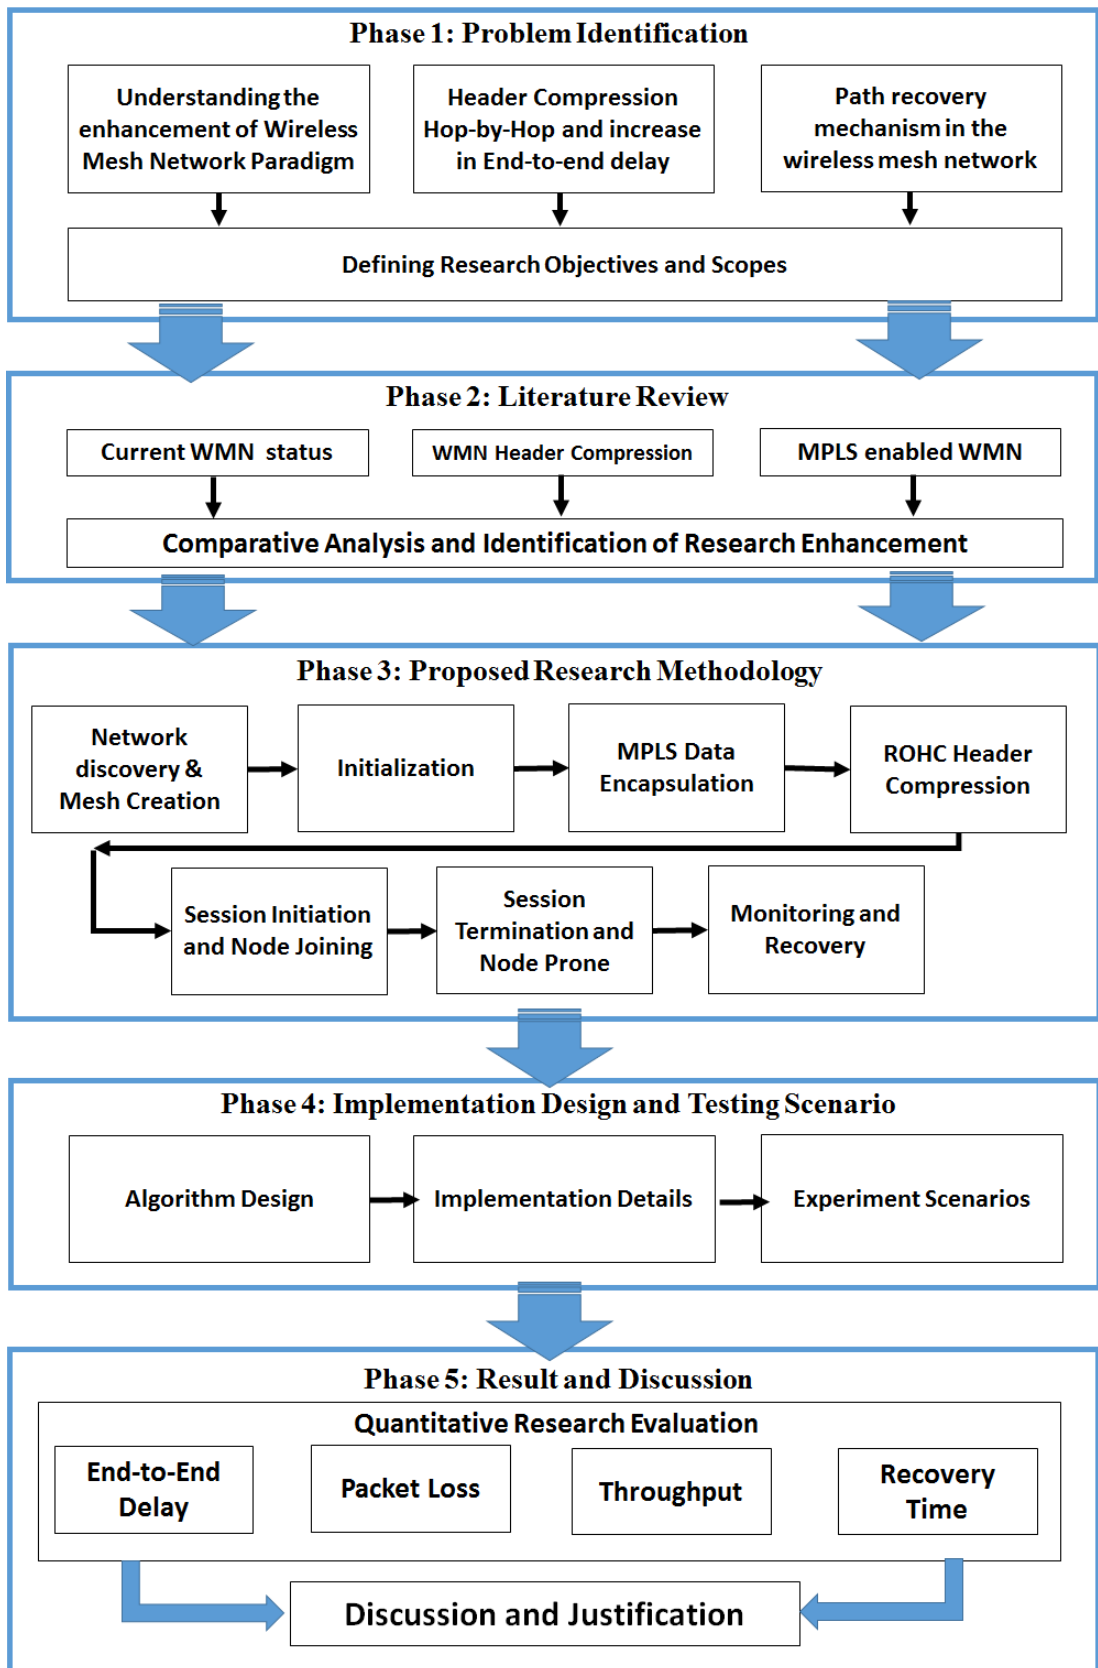 Phase 1: Problem Identification
Understanding the
enhancement of Wireless
Mesh Network Paradigm
Header Compression
Hop-by-Hop and increase
in End-to-end delay
Path recovery
mechanism in the
wireless mesh network
Defining Research Objectives and Scopes
Phase 2: Literature Review
Current WMN status
WMN Header Compression
MPLS enabled WMN
Comparative Analysis and Identification of Research Enhancement
Phase 3: Proposed Research Methodology
Network
discovery &
Mesh Creation
Initialization
MPLS Data
Encapsulation
ROHC Header
Compression
Session Initiation
and Node Joining
Session
Termination and
Node Prone
Monitoring and
Recovery
Phase 4: Implementation Design and Testing Scenario
Algorithm Design
Implementation Details
Experiment Scenarios
Phase 5: Result and Discussion
Quantitative Research Evaluation
End-to-End
Delay
Packet Loss
Throughput
Recovery
Time
Discussion and Justification